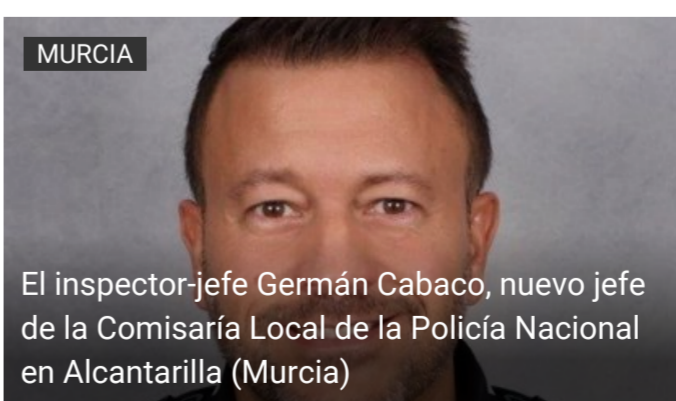 MURCIA
El inspector-jefe Germán Cabaco, nuevo jefe
de la Comisaría Local de la Policía Nacional
en Alcantarilla (Murcia)